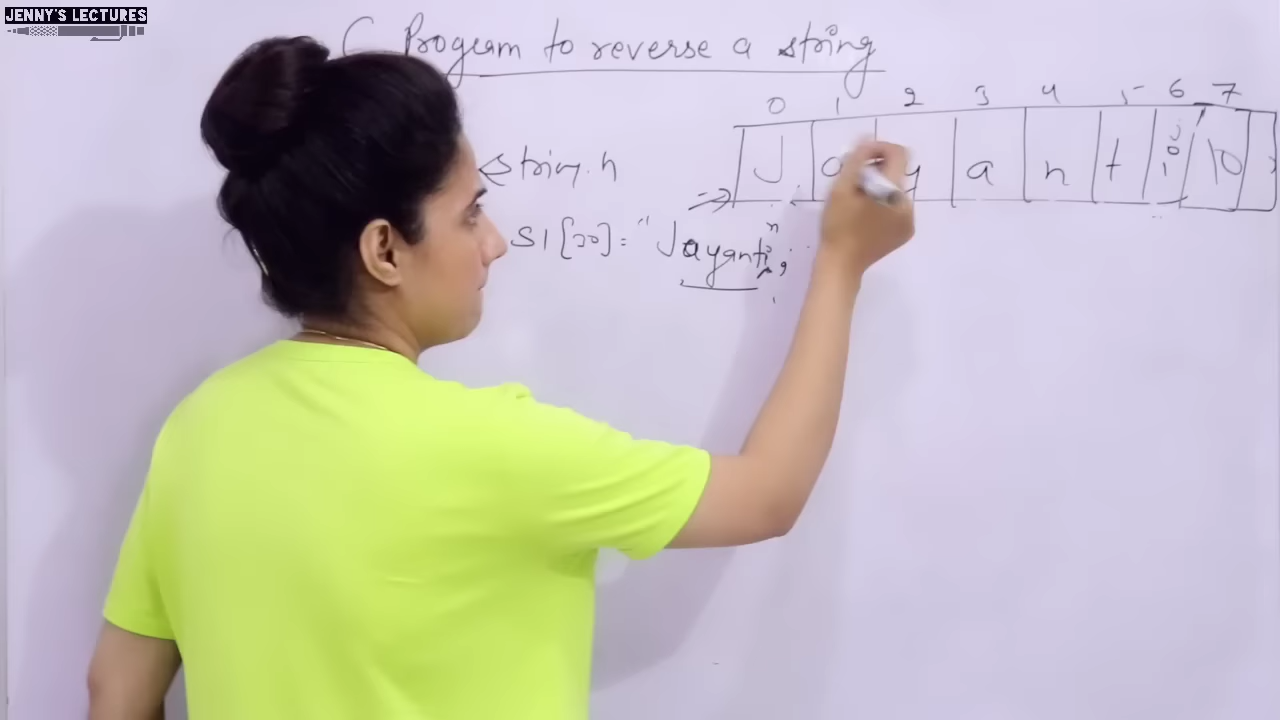 JENNY'S LECTURES
C Program to reverse a string
0 1 2 3 4 5 6 7
J a y a n t i \0
<string.h
S1[20] = "Jayanti